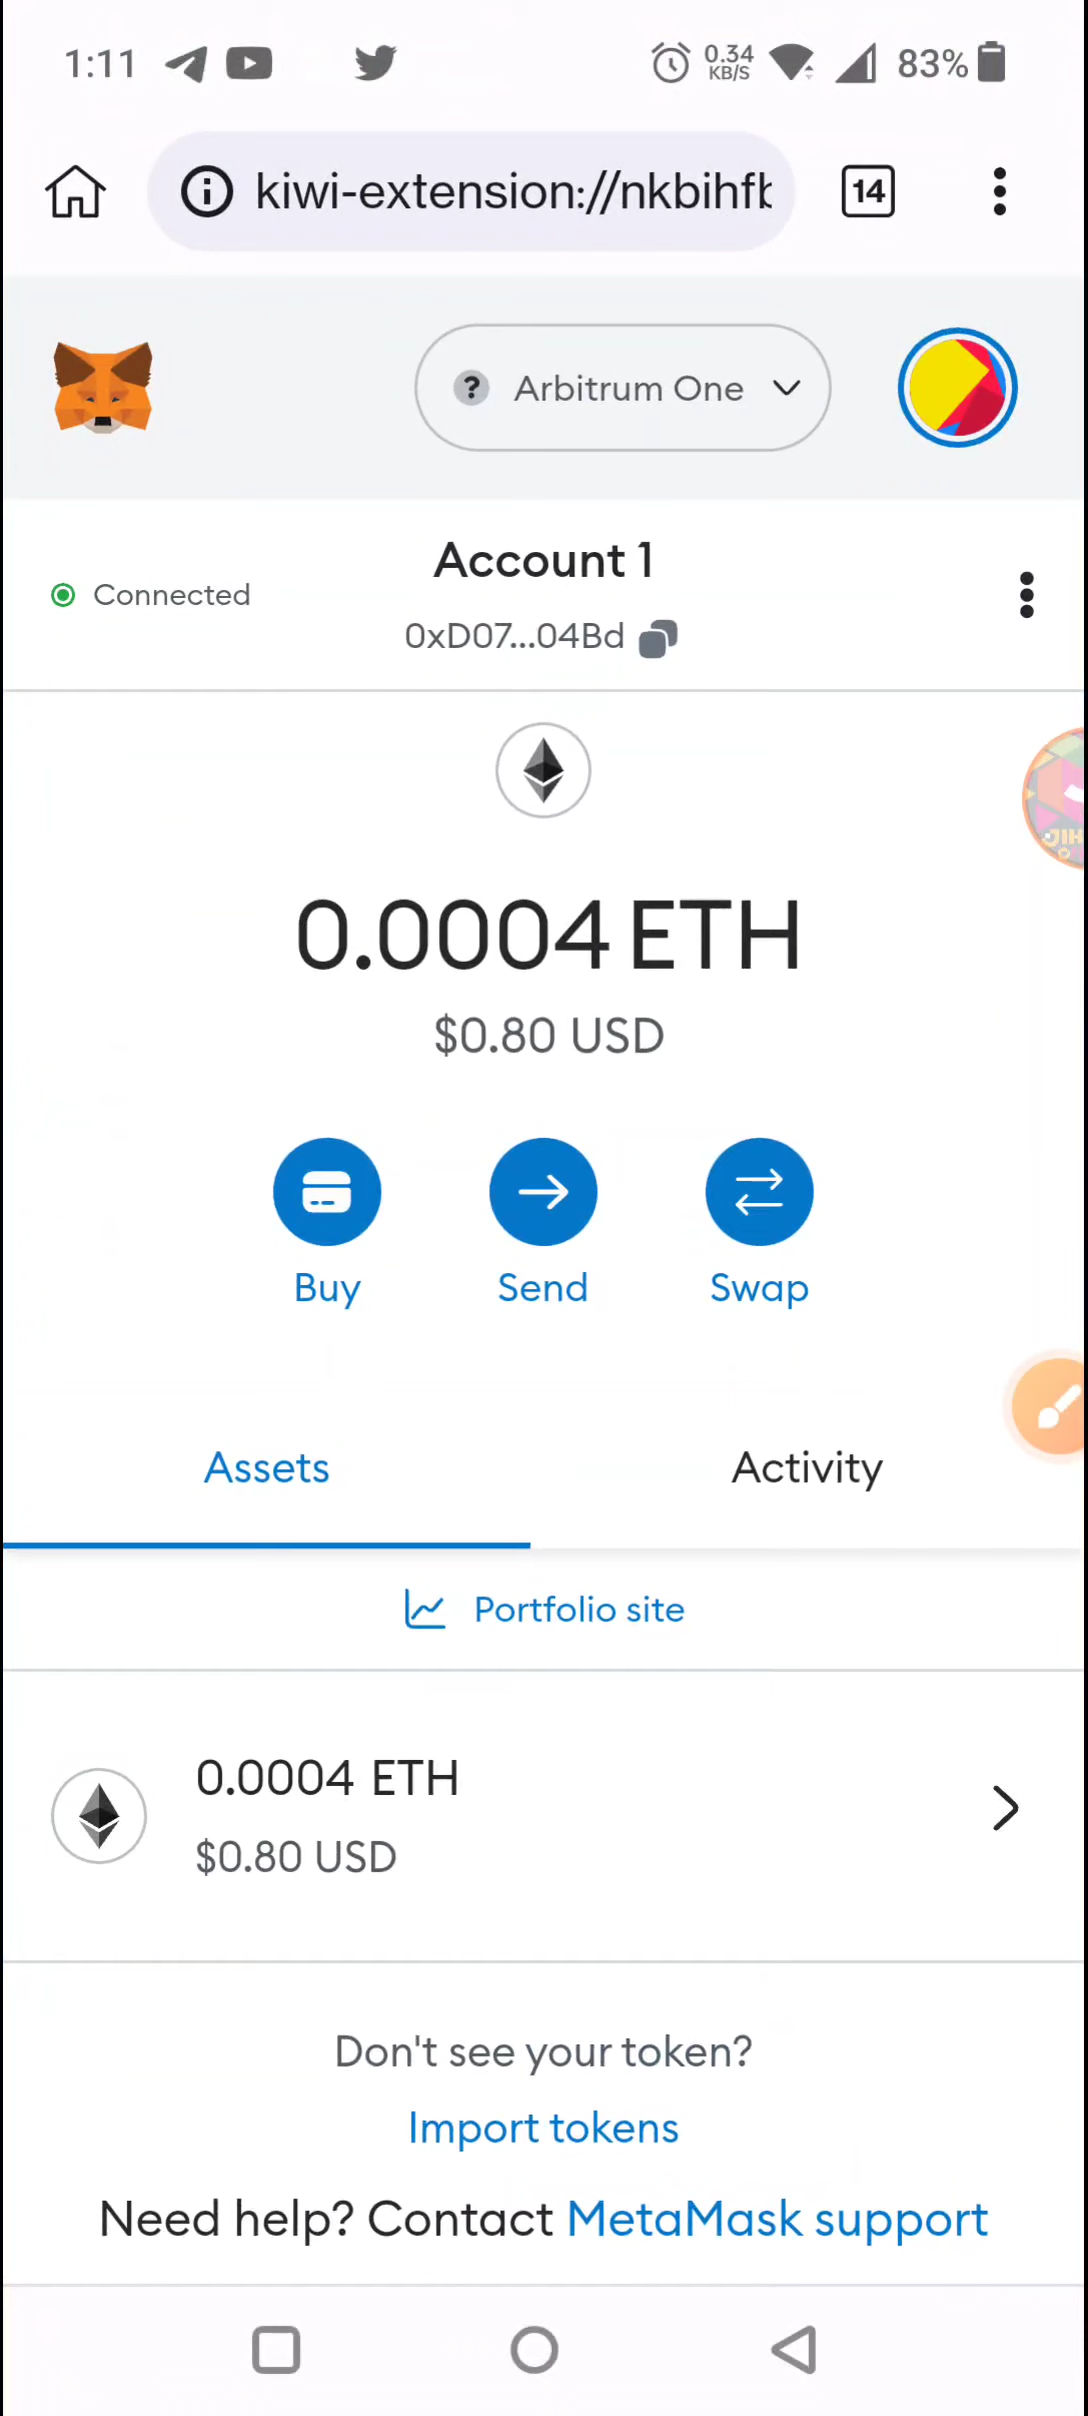 1:11 0.34 KB/S 83%
kiwi-extension://nkbihfb 14
? Arbitrum One
Account 1
Connected
0xD07...04Bd
0.0004 ETH
$0.80 USD
Buy Send Swap
Assets Activity
Portfolio site
0.0004 ETH
$0.80 USD
Don't see your token?
Import tokens
Need help? Contact MetaMask support